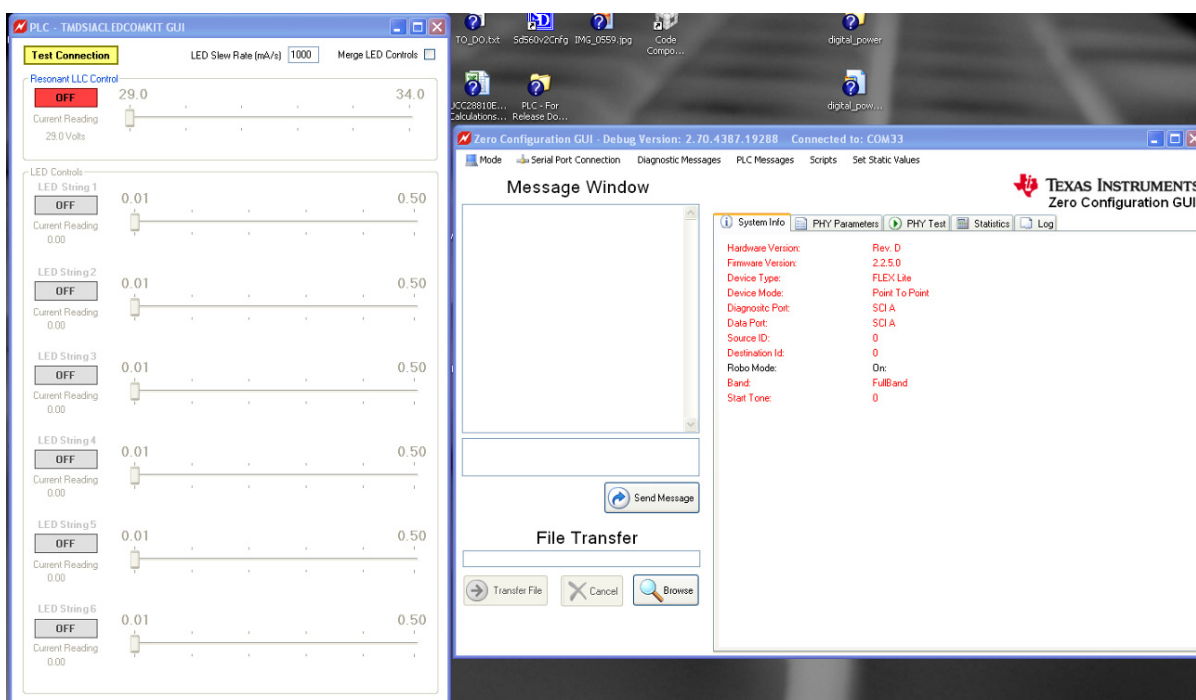 PLC - TMDSIACLEDCOMKIT GUI
Test Connection
LED Slew Rate (mA/s) 1000
Merge LED Controls
Resonant LLC Control
OFF
29.0 34.0
Current Reading
29.0 Volts
LED Controls
LED String 1
OFF
0.01 0.50
Current Reading
0.00
LED String 2
OFF
0.01 0.50
Current Reading
0.00
LED String 3
OFF
0.01 0.50
Current Reading
0.00
LED String 4
OFF
0.01 0.50
Current Reading
0.00
LED String 5
OFF
0.01 0.50
Current Reading
0.00
LED String 6
OFF
0.01 0.50
Current Reading
0.00
TO_DO.txt
Sd560v2Cnfg
IMG_0559.jpg
Code
Compo...
digital_power
JCC28810E...
Calculations...
PLC - For
Release Do...
digital_pow...
Zero Configuration GUI - Debug Version: 2.70.4387.19288 Connected to: COM33
Mode Serial Port Connection Diagnostic Messages PLC Messages Scripts Set Static Values
Message Window
TEXAS INSTRUMENTS
Zero Configuration GUI
System Info PHY Parameters PHY Test Statistics Log
Hardware Version: Rev. D
Firmware Version: 2.2.5.0
Device Type: FLEX Lite
Device Mode: Point To Point
Diagnositc Port: SCI A
Data Port: SCI A
Source ID: 0
Destination Id: 0
Robo Mode: On:
Band: FullBand
Start Tone: 0
Send Message
File Transfer
Transfer File
Cancel
Browse